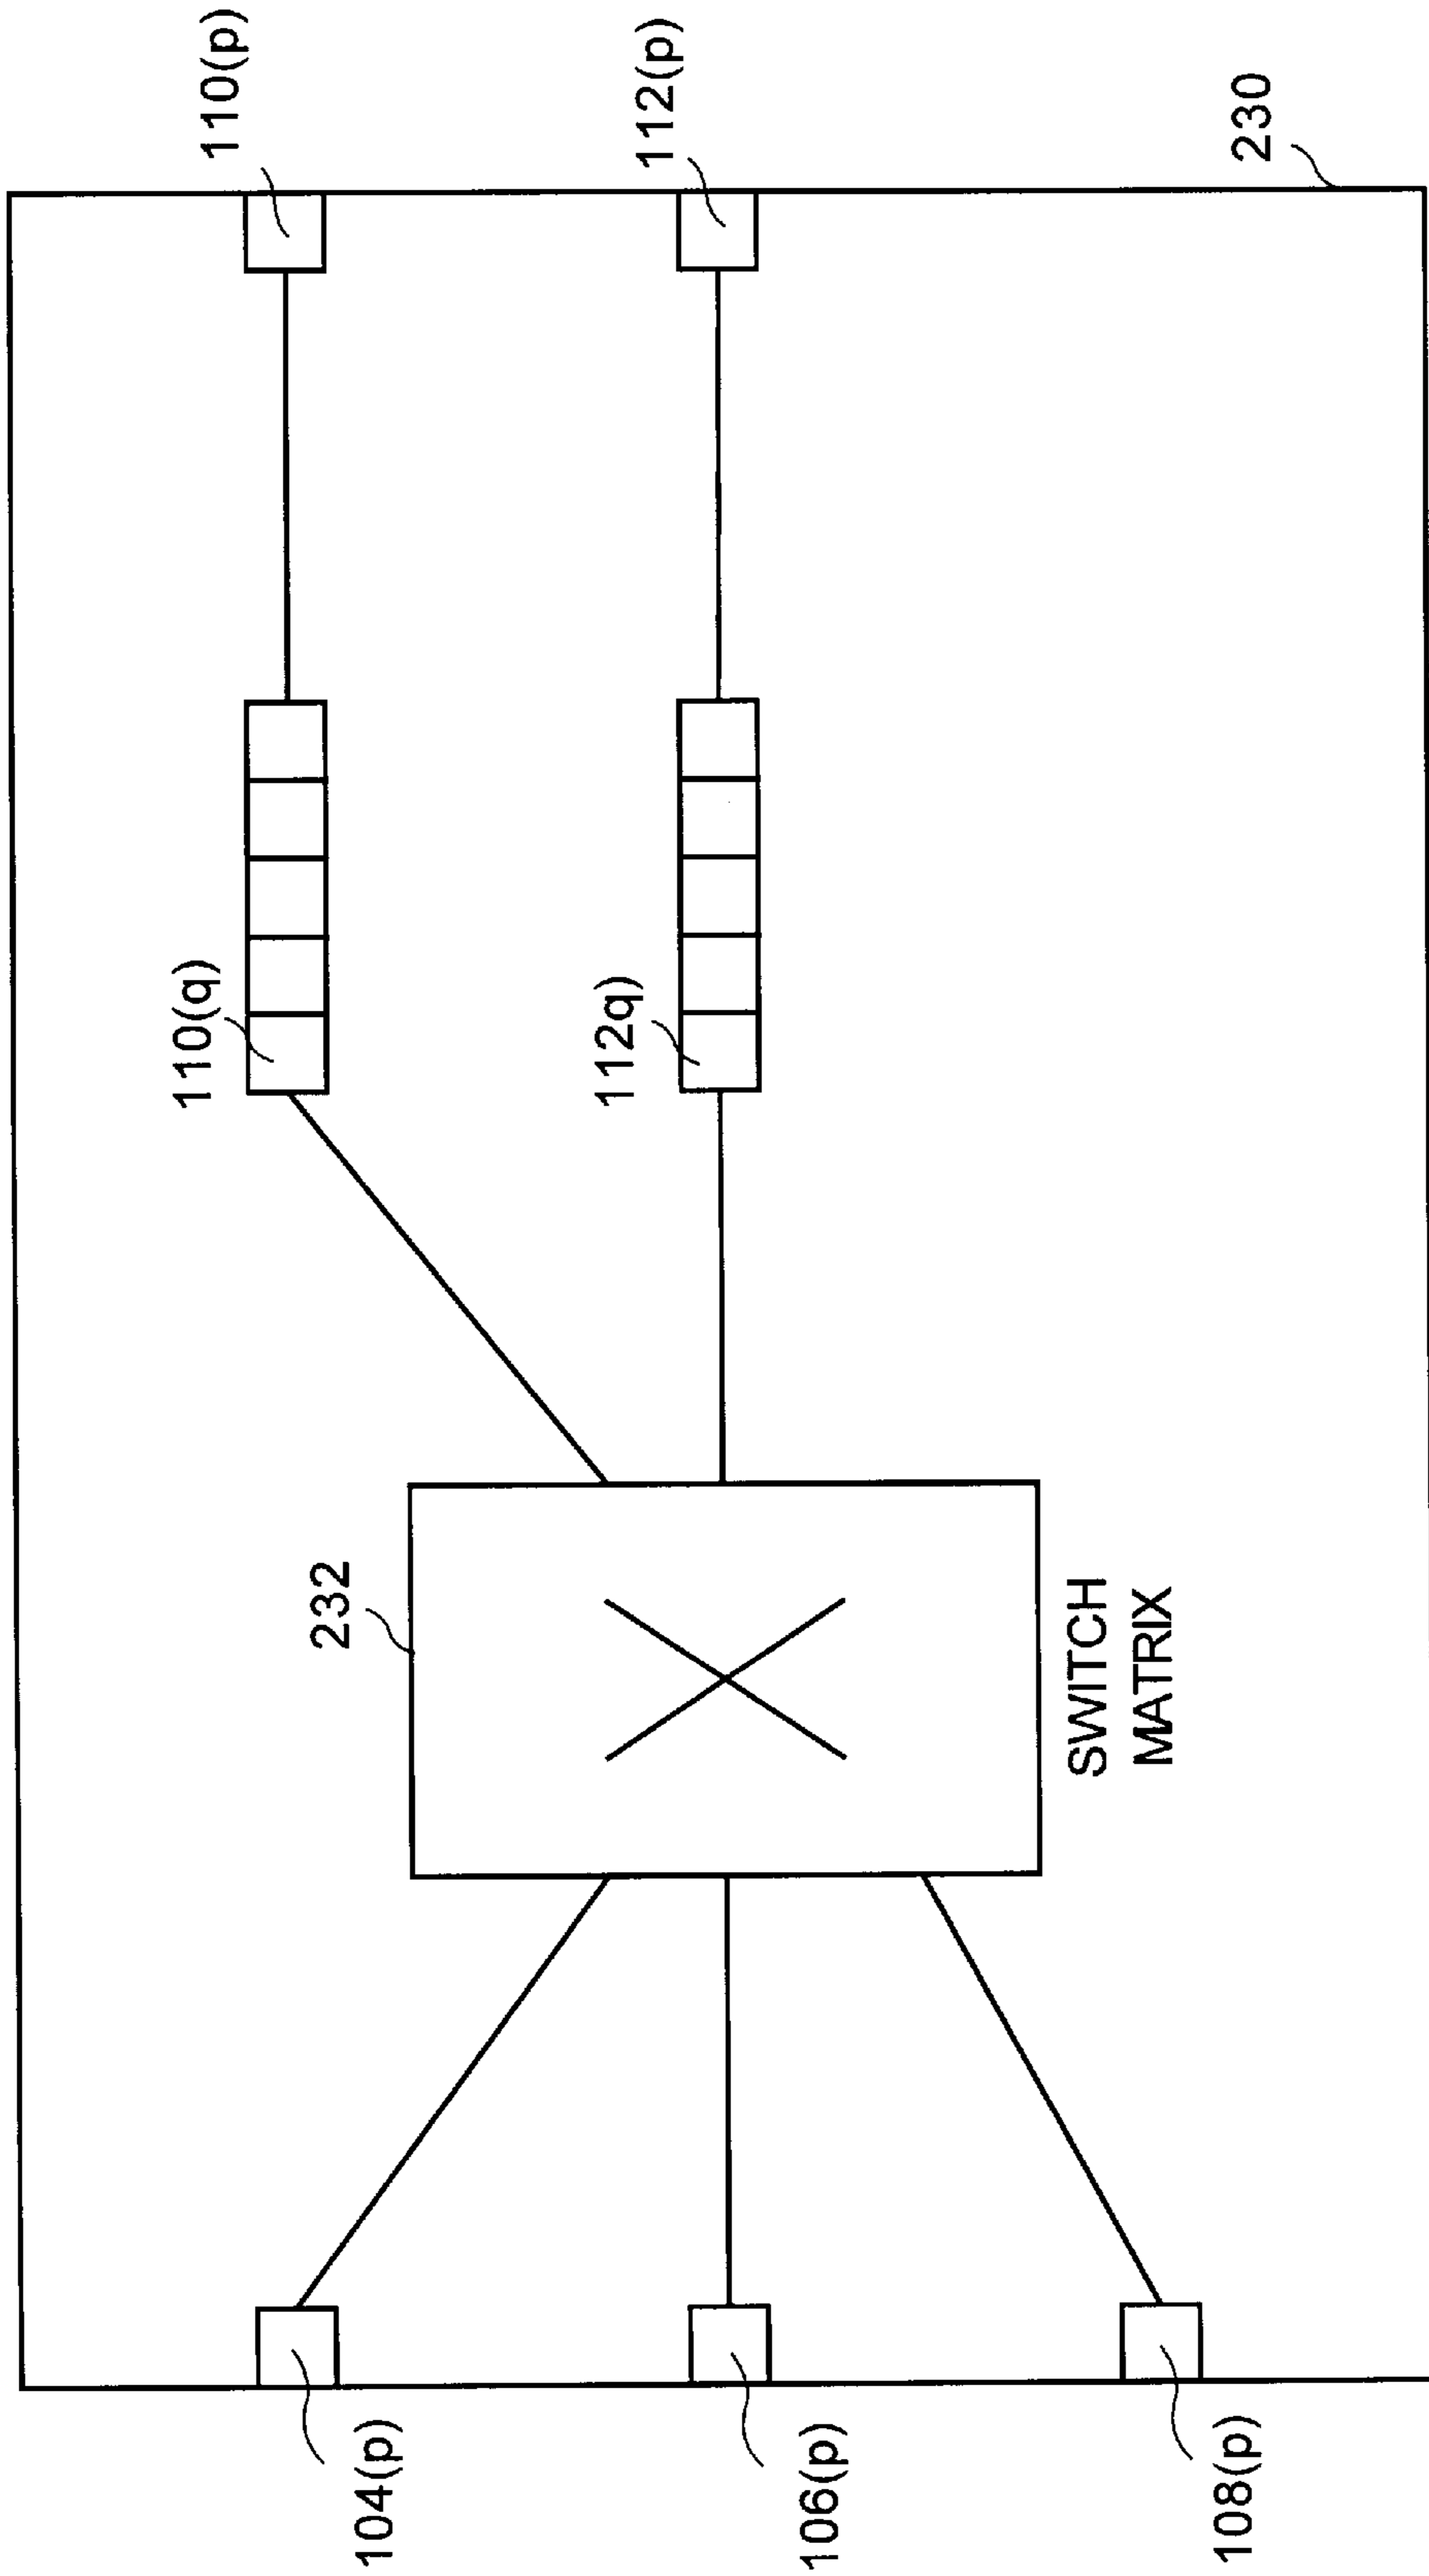 104(p)
106(p)
108(p)
232
SWITCH
MATRIX
110(q)
112q)
110(p)
112(p)
230